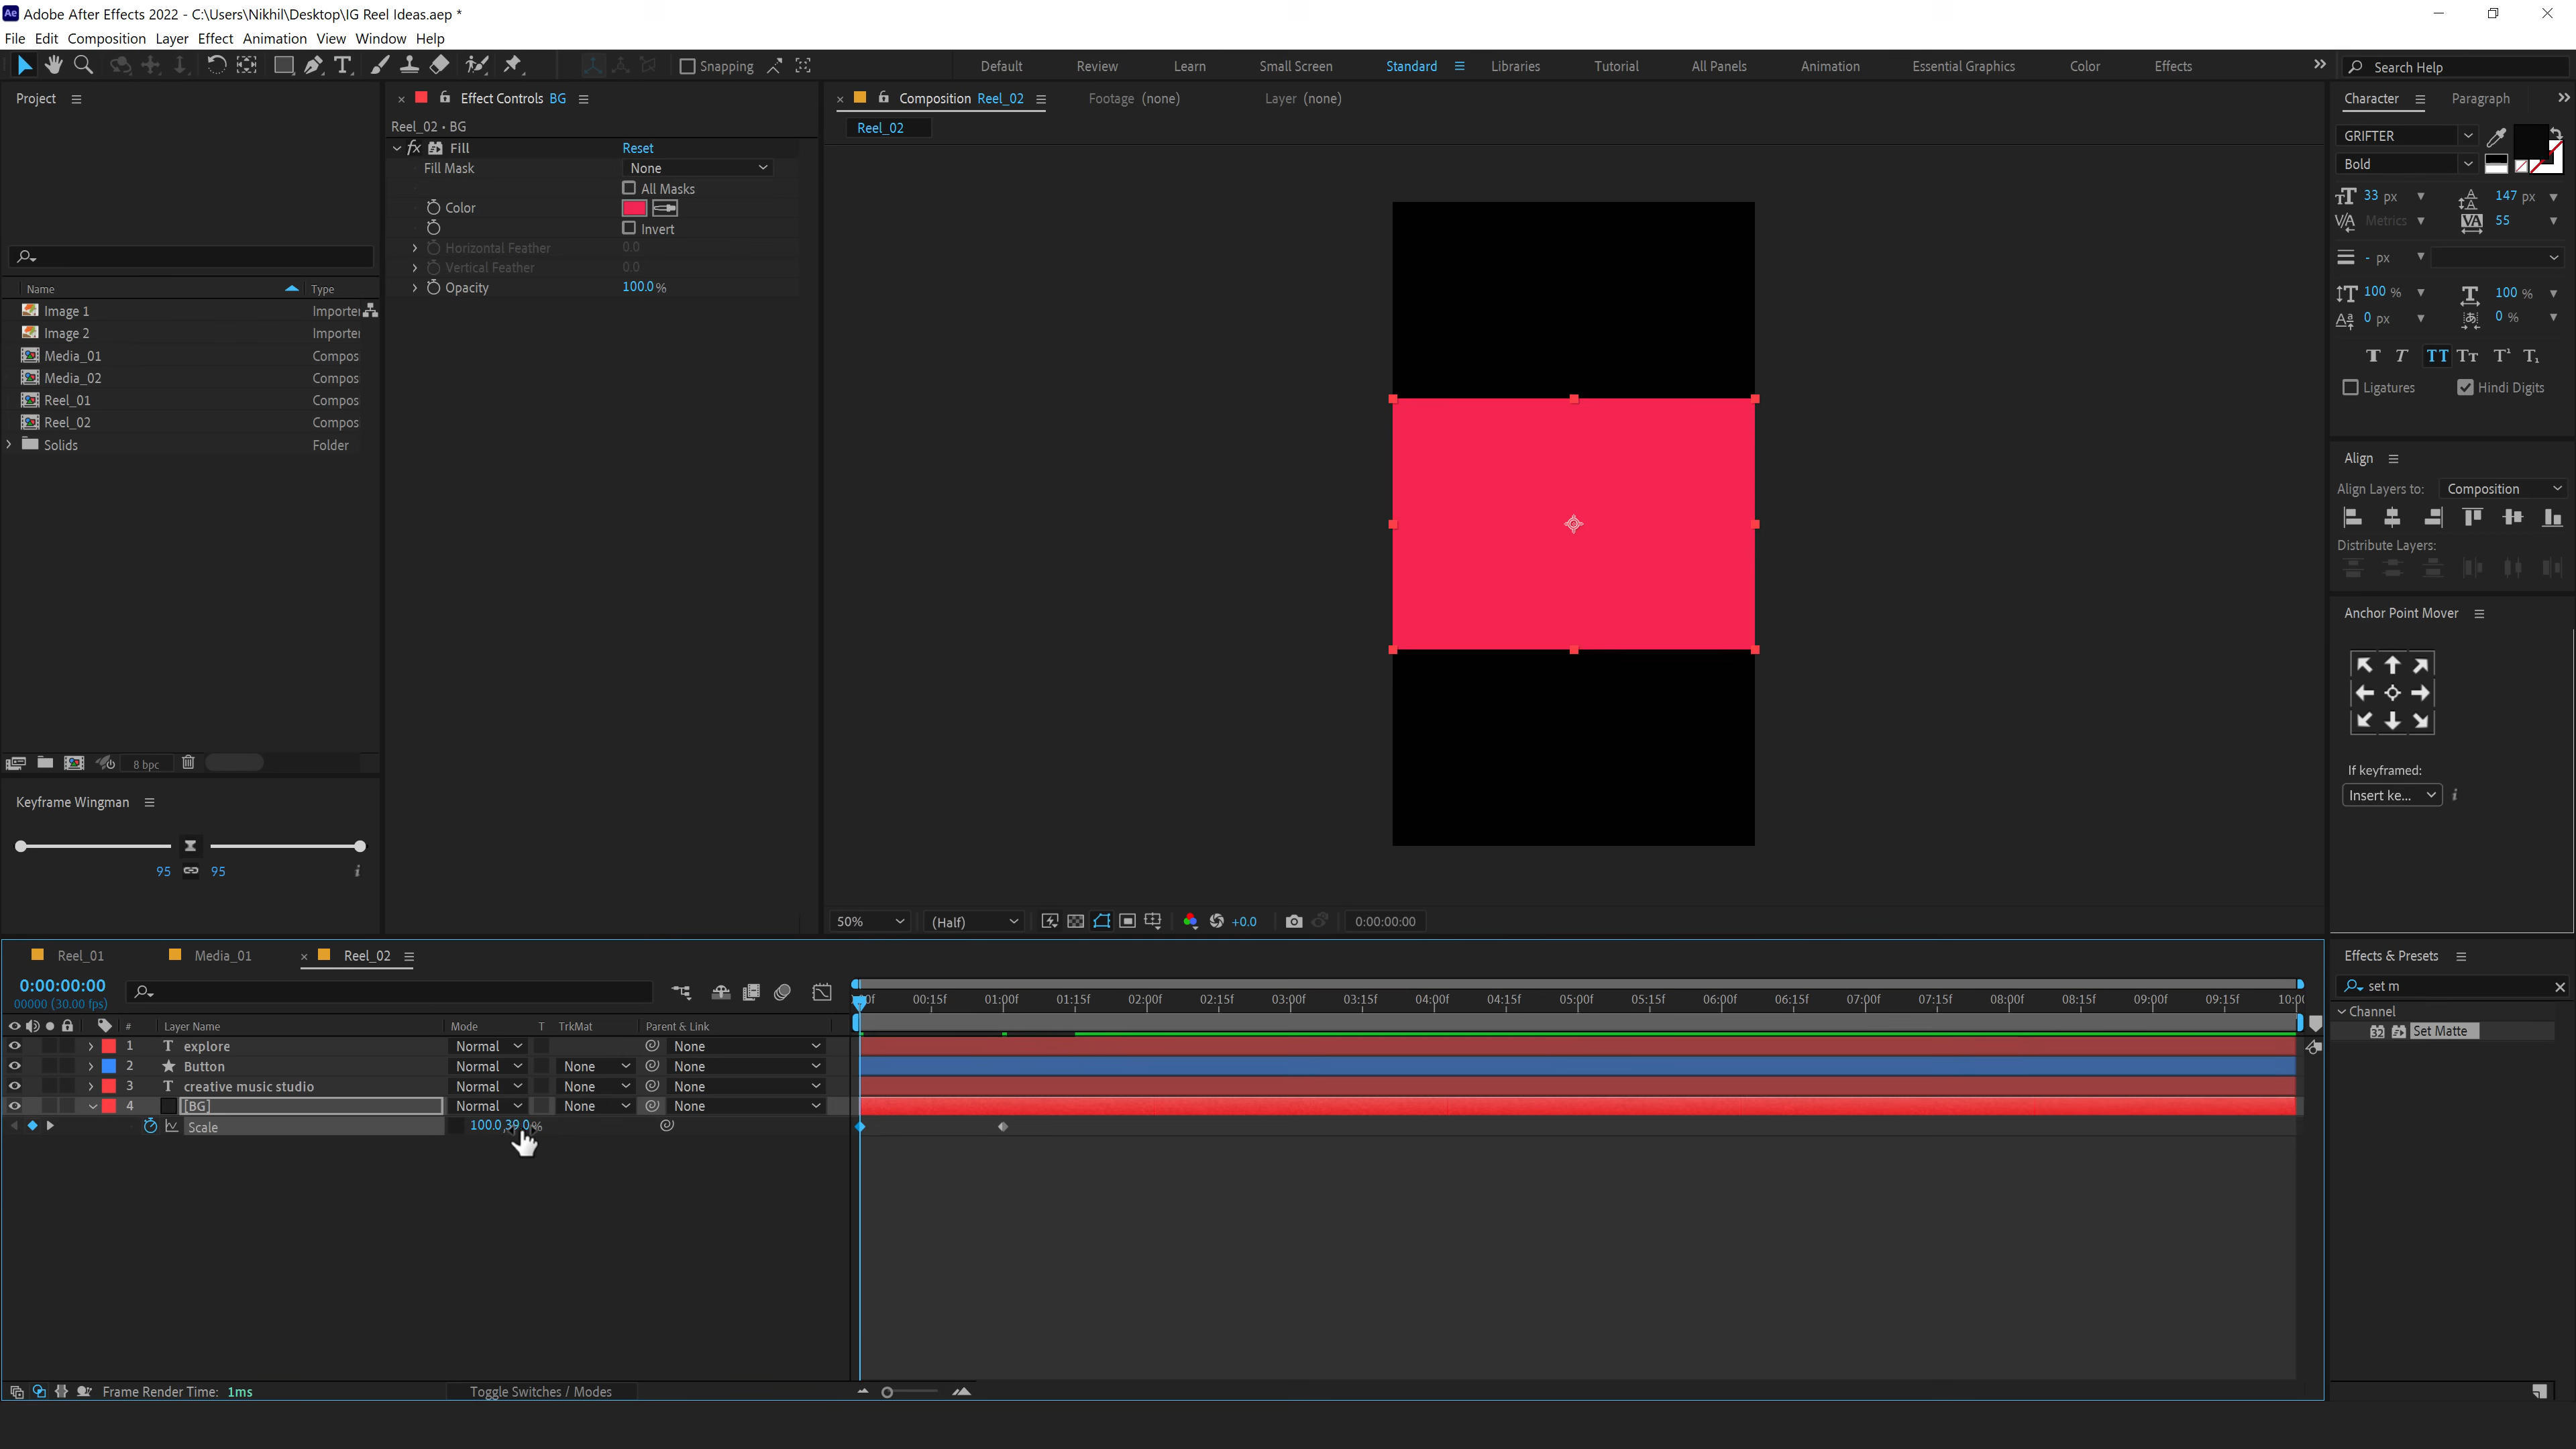 Ae Adobe After Effects 2022 - C:\Users\Nikhil\Desktop\IG Reel Ideas.aep *
File Edit Composition Layer Effect Animation View Window Help
Snapping Default Review Learn Small Screen Standard Libraries Tutorial All Panels Animation Essential Graphics Color Effects Search Help
Project
Name Type
Image 1 Importe
Image 2 Importe
Media_01 Compos
Media_02 Compos
Reel_01 Compos
Reel_02 Compos
Solids Folder
8 bpc
Keyframe Wingman
95 95
Effect Controls BG
Reel_02 • BG
fx Fill Reset
Fill Mask None
All Masks
Color
Invert
Horizontal Feather 0.0
Vertical Feather 0.0
Opacity 100.0 %
Composition Reel_02 Footage (none) Layer (none)
Reel_02
50% (Half) +0.0 0:00:00:00
Character Paragraph
GRIFTER
Bold
33 px 147 px
Metrics 55
- px
100 % 100 %
0 px 0 %
Ligatures Hindi Digits
Align
Align Layers to: Composition
Distribute Layers:
Anchor Point Mover
If keyframed:
Insert ke...
Effects & Presets
set m
Channel
32 Set Matte
Reel_01 Media_01 Reel_02
0:00:00:00
00000 (30.00 fps)
00:15f 01:00f 01:15f 02:00f 02:15f 03:00f 03:15f 04:00f 04:15f 05:00f 05:15f 06:00f 06:15f 07:00f 07:15f 08:00f 08:15f 09:00f 09:15f 10:0
# Layer Name Mode T TrkMat Parent & Link
1 T explore Normal None
2 Button Normal None None
3 T creative music studio Normal None None
4 [BG] Normal None None
Scale 100.0,39.0 %
Frame Render Time: 1ms Toggle Switches / Modes